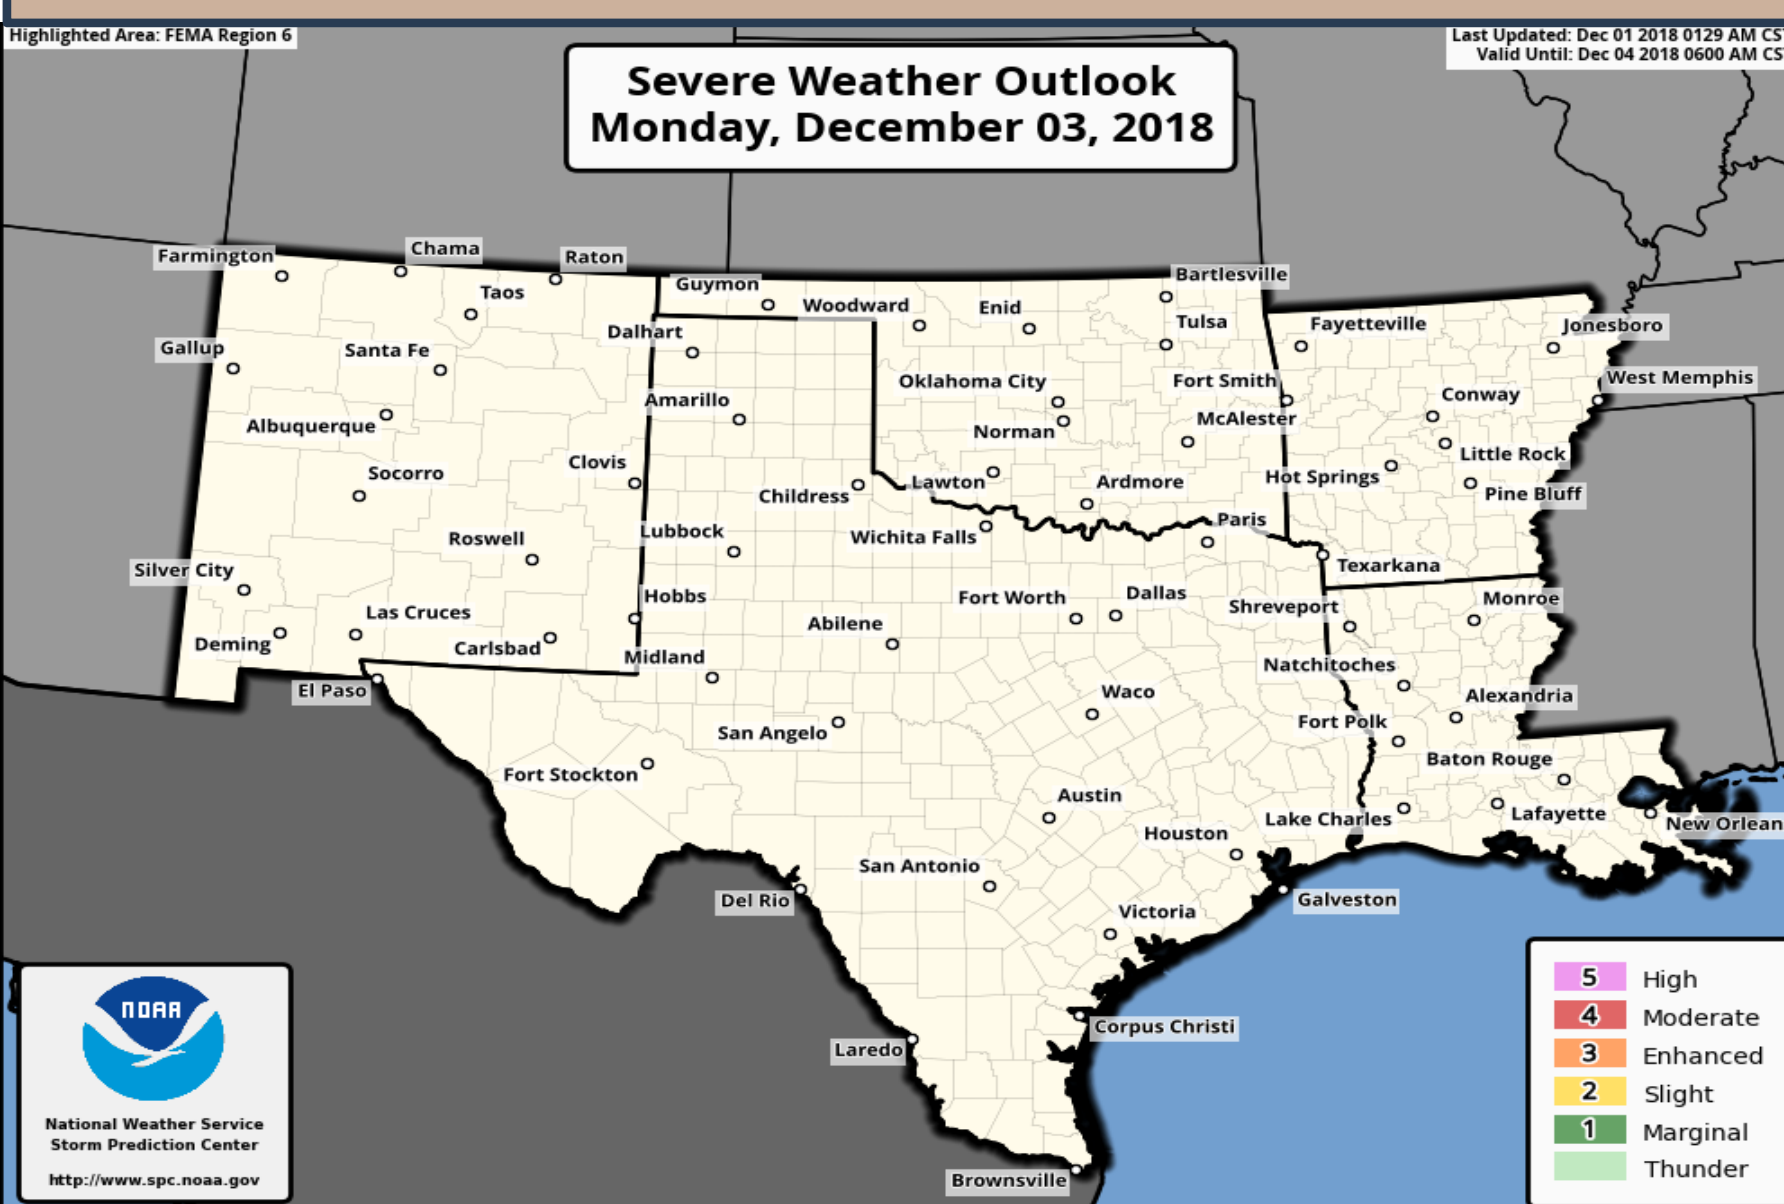 Highlighted Area: FEMA Region 6
Last Updated: Dec 01 2018 0129 AM CST
Valid Until: Dec 04 2018 0600 AM CS
Severe Weather Outlook
Monday, December 03, 2018
Farmington
Chama
Raton
Taos
Guymon
Woodward
Enid
Bartlesville
Tulsa
Fayetteville
Jonesboro
Gallup
Santa Fe
Dalhart
Oklahoma City
Fort Smith
West Memphis
Conway
Albuquerque
Amarillo
Norman
McAlester
Little Rock
Socorro
Clovis
Childress
Lawton
Ardmore
Hot Springs
Pine Bluff
Roswell
Lubbock
Wichita Falls
Paris
Texarkana
Silver City
Hobbs
Fort Worth
Dallas
Shreveport
Monroe
Las Cruces
Deming
Carlsbad
Midland
Abilene
Natchitoches
El Paso
Waco
Alexandria
San Angelo
Fort Polk
Fort Stockton
Baton Rouge
Austin
Houston
Lake Charles
Lafayette
New Orlean
San Antonio
Del Rio
Victoria
Galveston
Corpus Christi
Laredo
Brownsville
NOAA
National Weather Service
Storm Prediction Center
http://www.spc.noaa.gov
5 High
4 Moderate
3 Enhanced
2 Slight
1 Marginal
Thunder